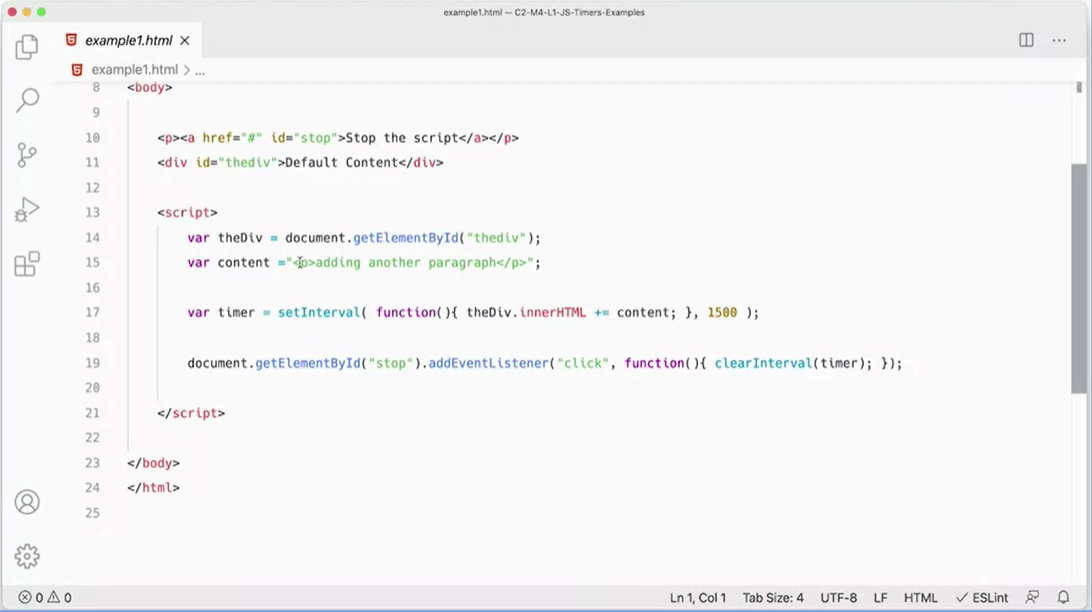 example1.html — C2-M4-L1-JS-Timers-Examples
example1.html
example1.html > ...
8 <body>
9
10 <p><a href="#" id="stop">Stop the script</a></p>
11 <div id="thediv">Default Content</div>
12
13 <script>
14 var theDiv = document.getElementById("thediv");
15 var content ="<p>adding another paragraph</p>";
16
17 var timer = setInterval( function(){ theDiv.innerHTML += content; }, 1500 );
18
19 document.getElementById("stop").addEventListener("click", function(){ clearInterval(timer); });
20
21 </script>
22
23 </body>
24 </html>
25
0 0 Ln 1, Col 1 Tab Size: 4 UTF-8 LF HTML ESLint